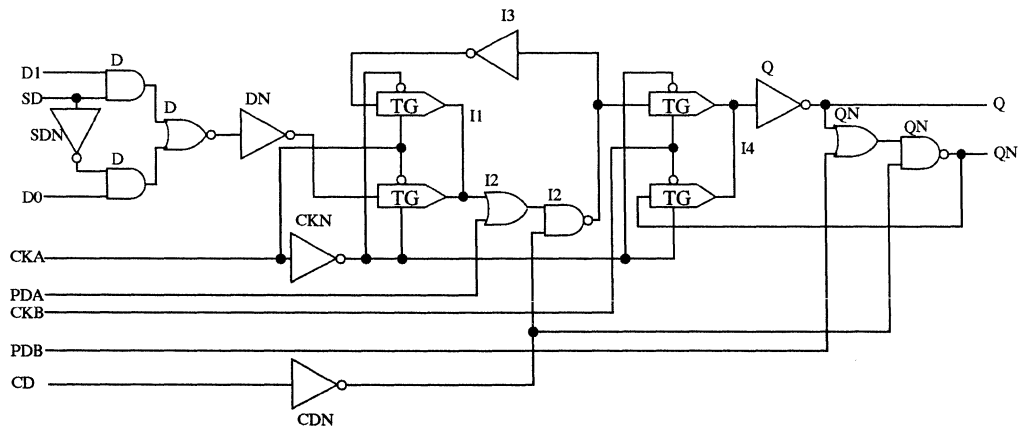 I3
D
D1
SD
D
DN
Q
TG
TG
Q
I1
QN
QN
SDN
I4
D
QN
TG
I2
I2
TG
D0
CKN
CKA
PDA
CKB
PDB
CD
CDN